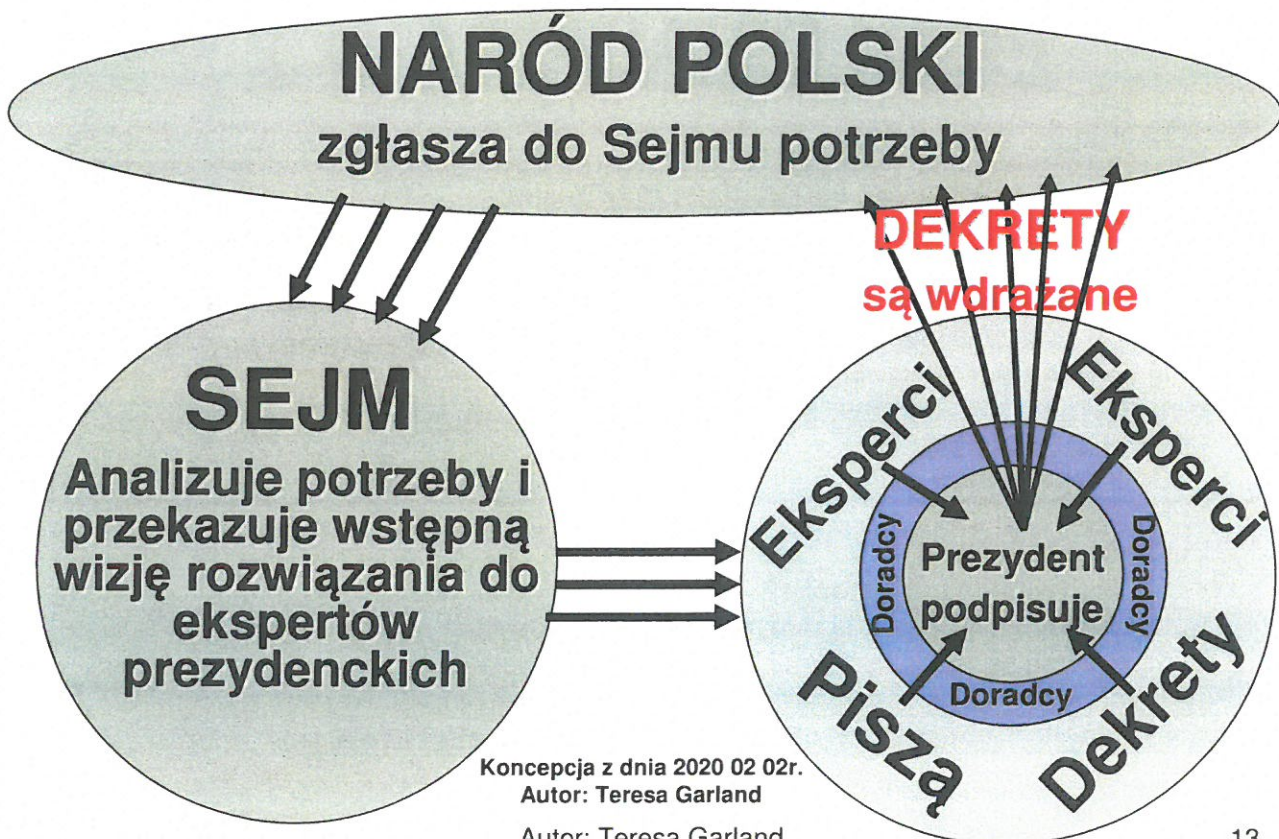 NARÓD POLSKI
zgłasza do Sejmu potrzeby
DEKRETY
są wdrażane
SEJM
Analizuje potrzeby i
przekazuje wstępną
wizję rozwiązania do
ekspertów
prezydenckich
Eksperci
Eksperci
Piszą
Dekrety
Doradcy
Doradcy
Doradcy
Prezydent
podpisuje
Koncepcja z dnia 2020 02 02r.
Autor: Teresa Garland
Autor: Teresa Garland
13